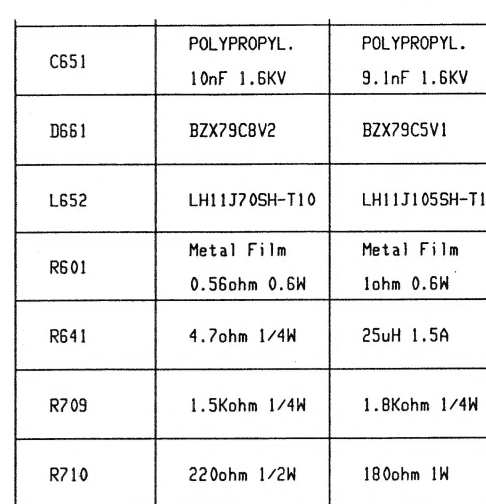 C651 POLYPROPYL. 10nF 1.6KV POLYPROPYL. 9.1nF 1.6KV
D661 BZX79C8V2 BZX79C5V1
L652 LH11J70SH-T10 LH11J105SH-T1
R601 Metal Film 0.56ohm 0.6W Metal Film 1ohm 0.6W
R641 4.7ohm 1/4W 25uH 1.5A
R709 1.5Kohm 1/4W 1.8Kohm 1/4W
R710 220ohm 1/2W 180ohm 1W